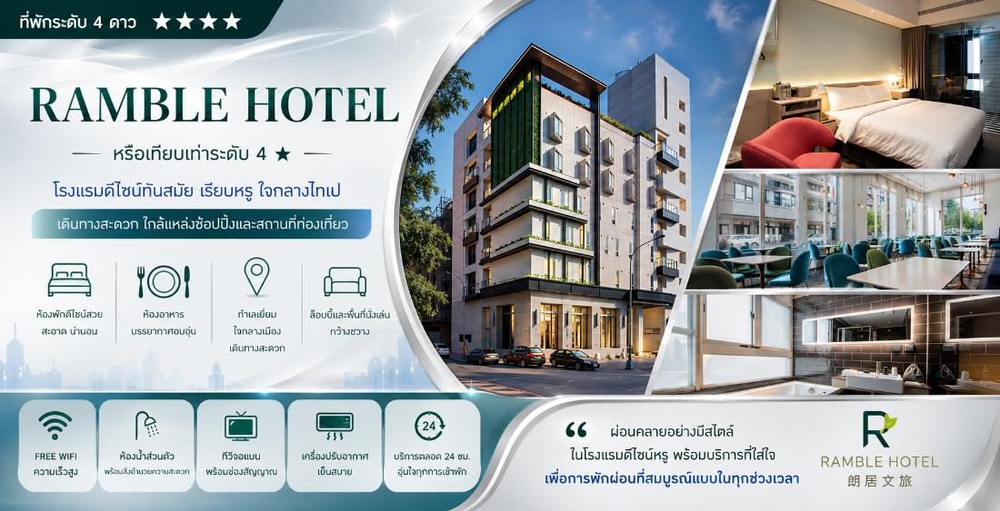 ที่พักระดับ 4 ดาว ★★★★
RAMBLE HOTEL
หรือเทียบเท่าระดับ 4 ★
โรงแรมดีไซน์ทันสมัย เรียบหรู ใจกลางไทเป
เดินทางสะดวก ใกล้แหล่งช้อปปิ้งและสถานที่ท่องเที่ยว
ห้องพักดีไซน์สวย
สะอาด น่านอน
ห้องอาหาร
บรรยากาศอบอุ่น
ทำเลเยี่ยม
ใจกลางเมือง
เดินทางสะดวก
ล็อบบี้และพื้นที่นั่งเล่น
กว้างขวาง
FREE WIFI
ความเร็วสูง
ห้องน้ำส่วนตัว
พร้อมสิ่งอำนวยความสะดวก
ทีวีจอแบน
พร้อมช่องสัญญาณ
เครื่องปรับอากาศ
เย็นสบาย
24
บริการตลอด 24 ชม.
อุ่นใจทุกการเข้าพัก
“ ผ่อนคลายอย่างมีสไตล์
ในโรงแรมดีไซน์หรู พร้อมบริการที่ใส่ใจ
เพื่อการพักผ่อนที่สมบูรณ์แบบในทุกช่วงเวลา
R
RAMBLE HOTEL
朗居文旅